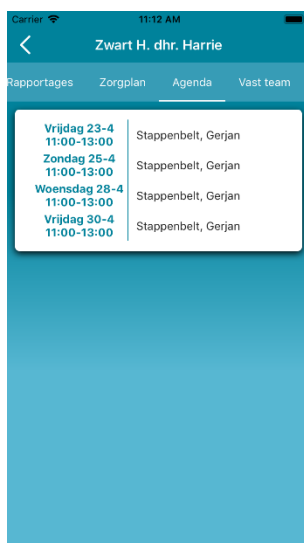 Carrier 11:12 AM
Zwart H. dhr. Harrie
Rapportages Zorgplan Agenda Vast team
Vrijdag 23-4
11:00-13:00
Stappenbelt, Gerjan
Zondag 25-4
11:00-13:00
Stappenbelt, Gerjan
Woensdag 28-4
11:00-13:00
Stappenbelt, Gerjan
Vrijdag 30-4
11:00-13:00
Stappenbelt, Gerjan